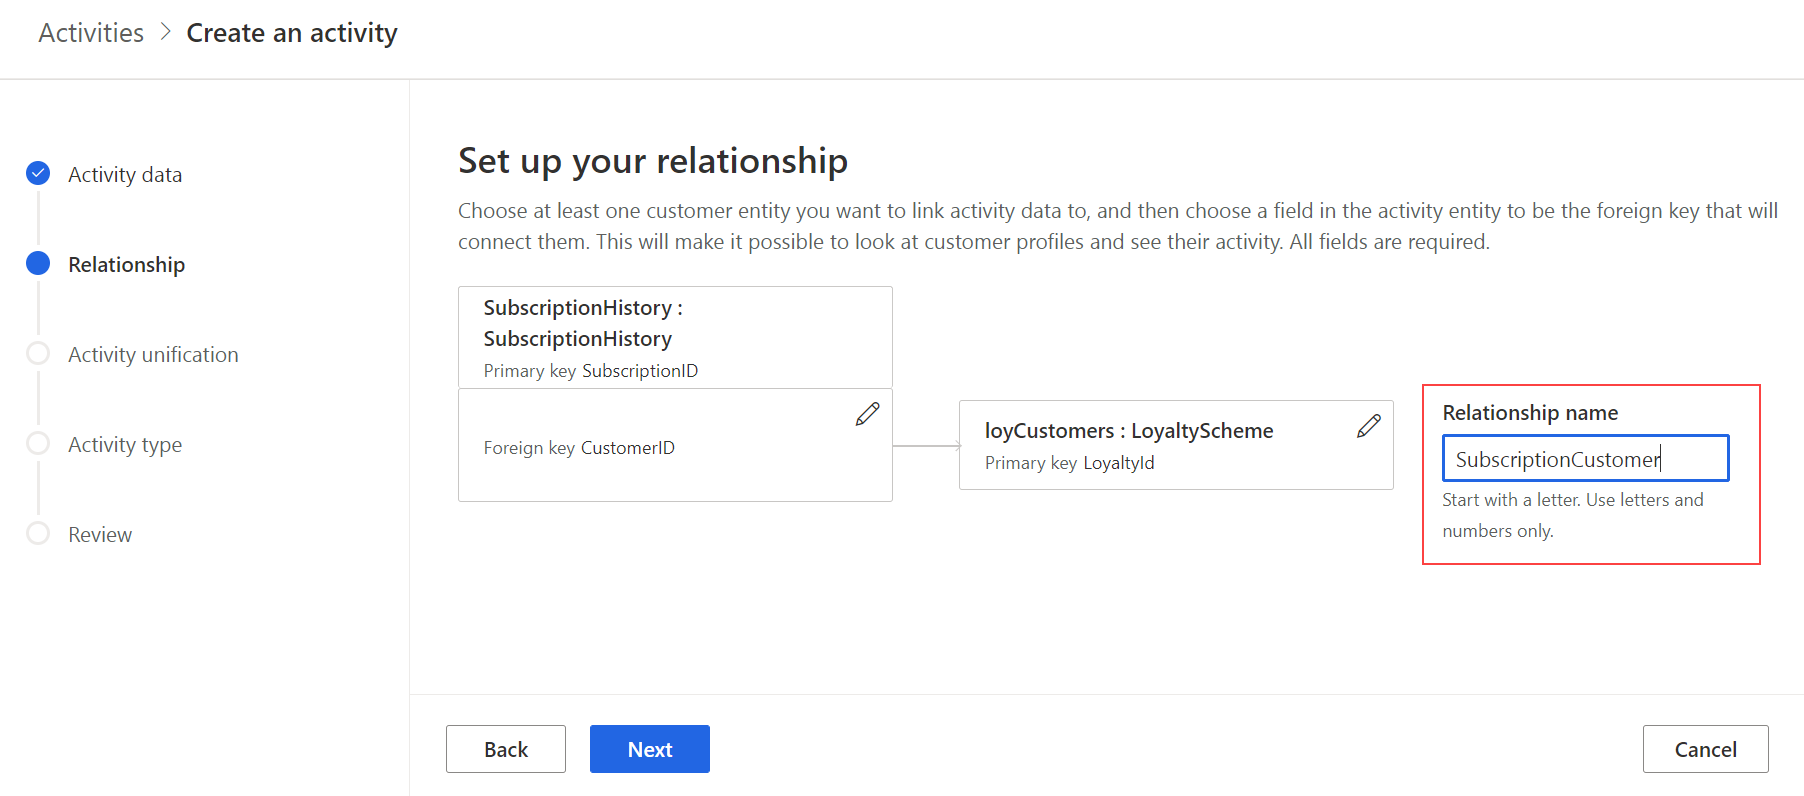 Activities > Create an activity
Activity data
Relationship
Activity unification
Activity type
Review
Set up your relationship
Choose at least one customer entity you want to link activity data to, and then choose a field in the activity entity to be the foreign key that will
connect them. This will make it possible to look at customer profiles and see their activity. All fields are required.
SubscriptionHistory :
SubscriptionHistory
Primary key SubscriptionID
Foreign key CustomerID
loyCustomers : LoyaltyScheme
Primary key LoyaltyId
Relationship name
SubscriptionCustomer
Start with a letter. Use letters and
numbers only.
Back
Next
Cancel